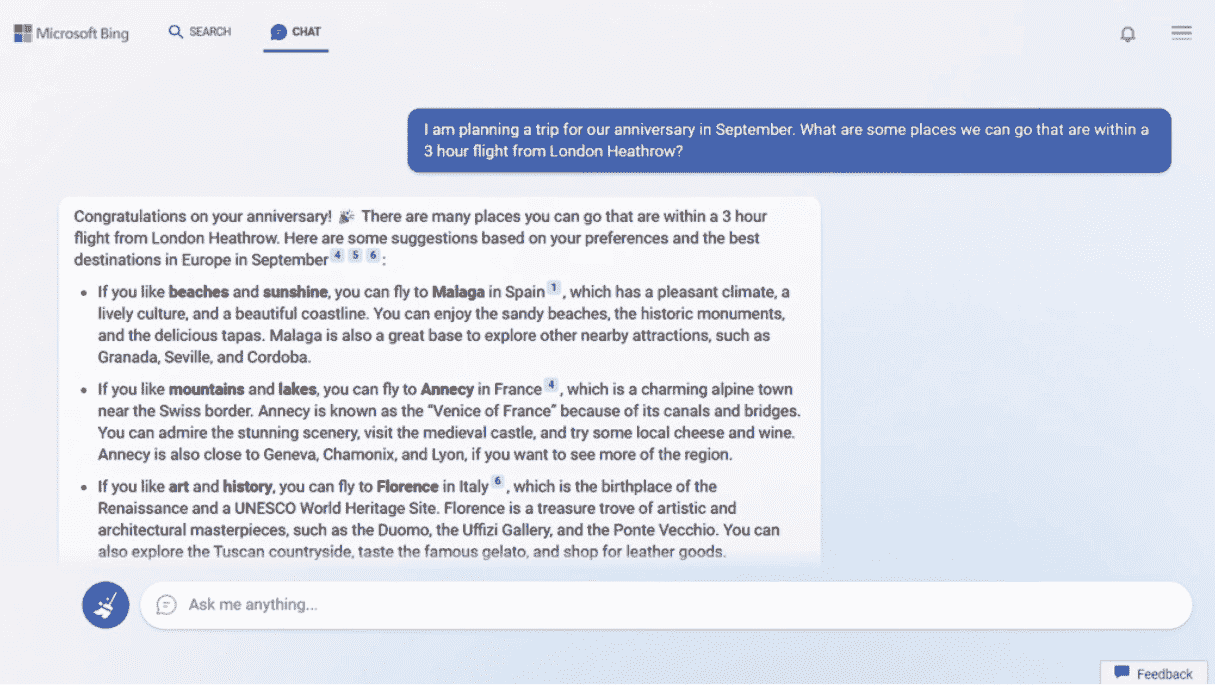 Microsoft Bing
SEARCH
CHAT
I am planning a trip for our anniversary in September. What are some places we can go that are within a
3 hour flight from London Heathrow?
Congratulations on your anniversary! 🎉 There are many places you can go that are within a 3 hour
flight from London Heathrow. Here are some suggestions based on your preferences and the best
destinations in Europe in September 4 5 6 :
• If you like beaches and sunshine, you can fly to Malaga in Spain 1 , which has a pleasant climate, a
lively culture, and a beautiful coastline. You can enjoy the sandy beaches, the historic monuments,
and the delicious tapas. Malaga is also a great base to explore other nearby attractions, such as
Granada, Seville, and Cordoba.
• If you like mountains and lakes, you can fly to Annecy in France 4 , which is a charming alpine town
near the Swiss border. Annecy is known as the “Venice of France” because of its canals and bridges.
You can admire the stunning scenery, visit the medieval castle, and try some local cheese and wine.
Annecy is also close to Geneva, Chamonix, and Lyon, if you want to see more of the region.
• If you like art and history, you can fly to Florence in Italy 6 , which is the birthplace of the
Renaissance and a UNESCO World Heritage Site. Florence is a treasure trove of artistic and
architectural masterpieces, such as the Duomo, the Uffizi Gallery, and the Ponte Vecchio. You can
also explore the Tuscan countryside, taste the famous gelato, and shop for leather goods.
Ask me anything...
Feedback